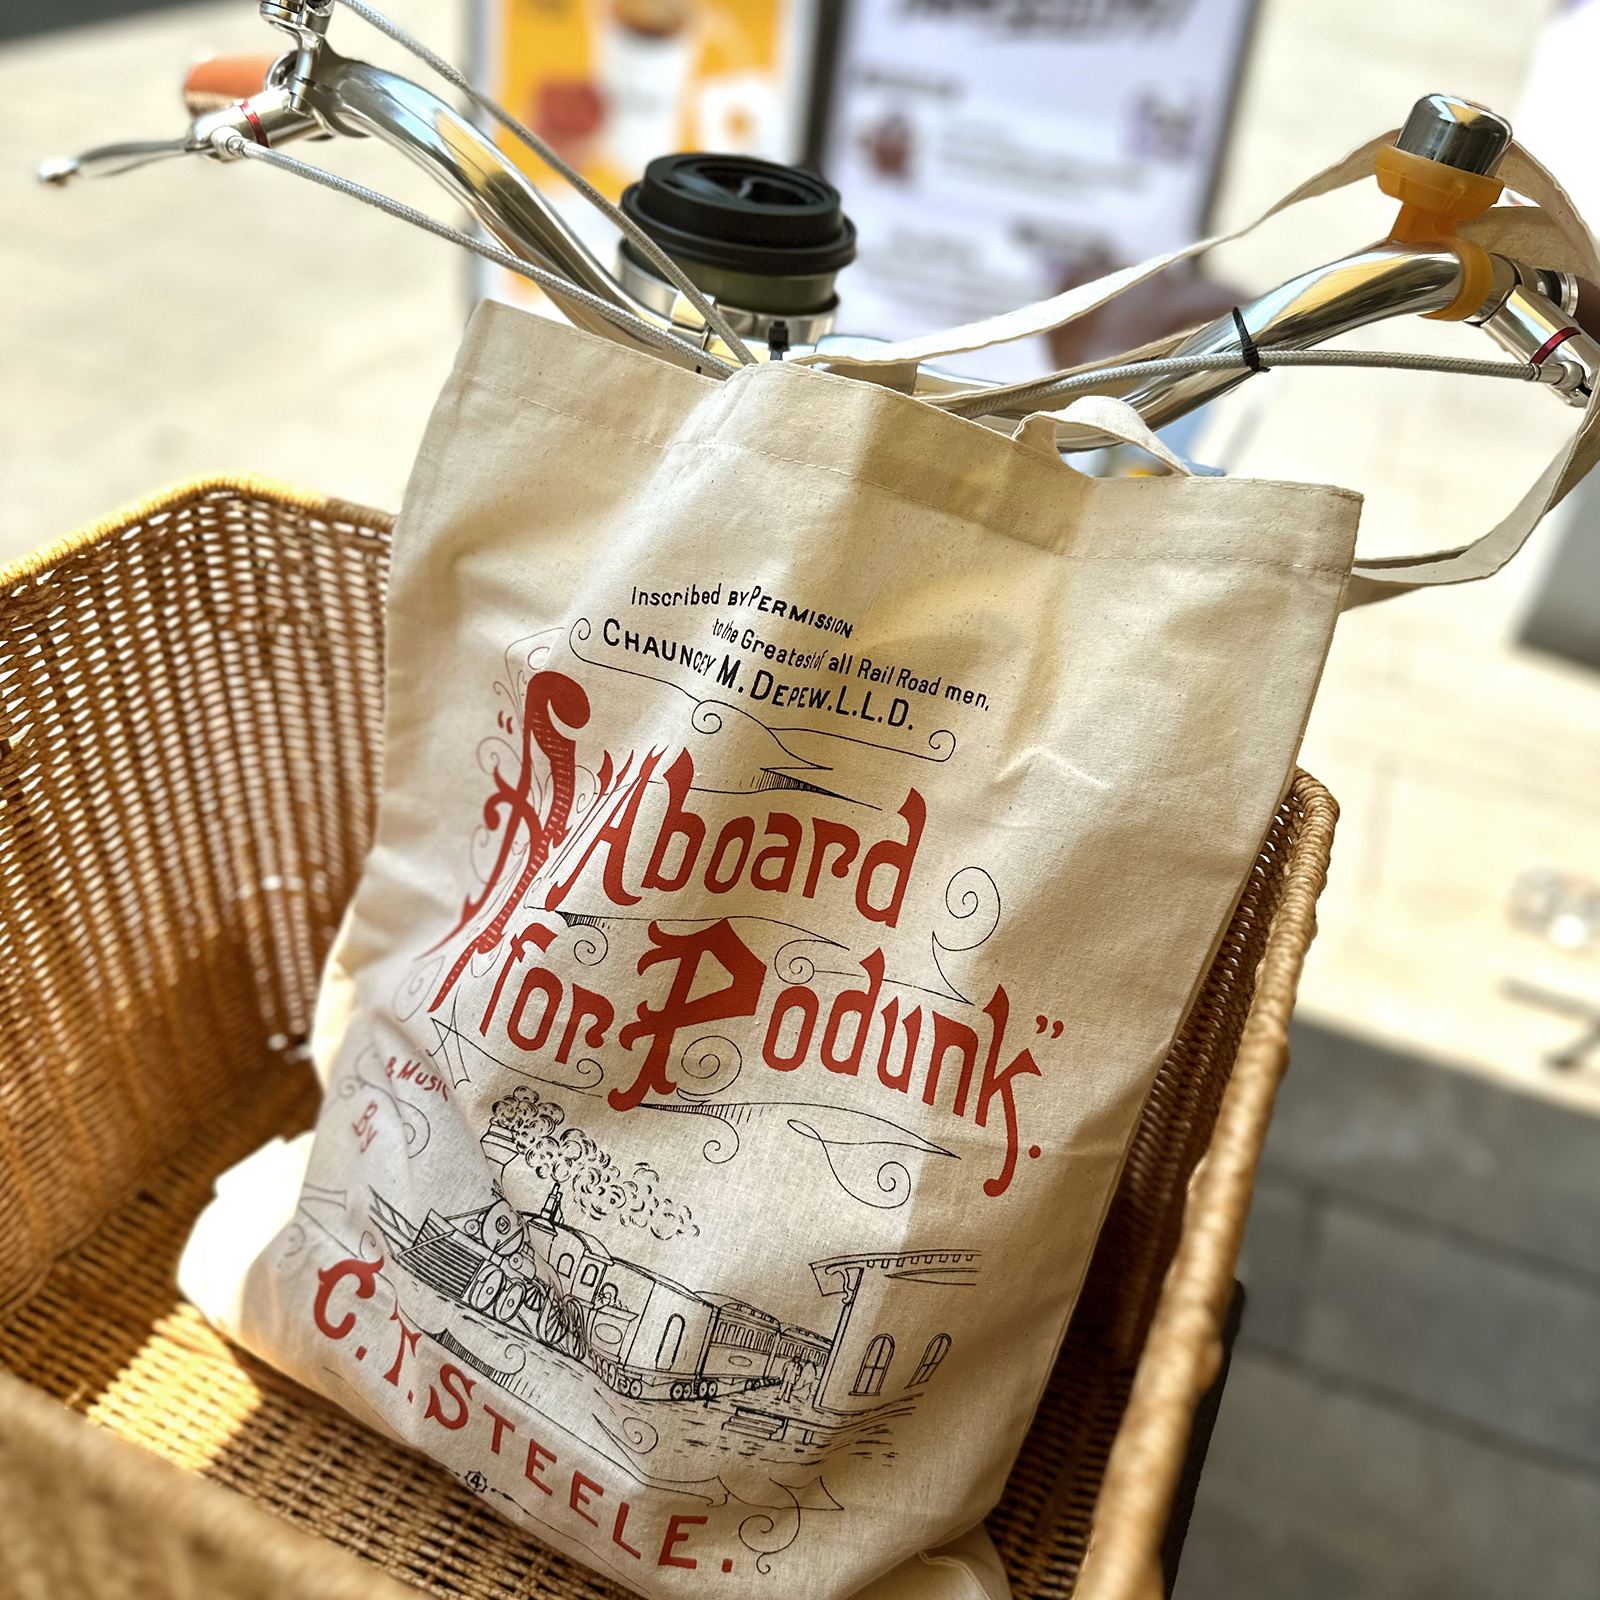 Inscribed BY PERMISSION
to the Greatest of all Rail Road men,
CHAUNCEY M. DEPEW. L.L.D.
"A "Aboard
for Podunk".
& MUSIC
By
C.T. STEELE.
4